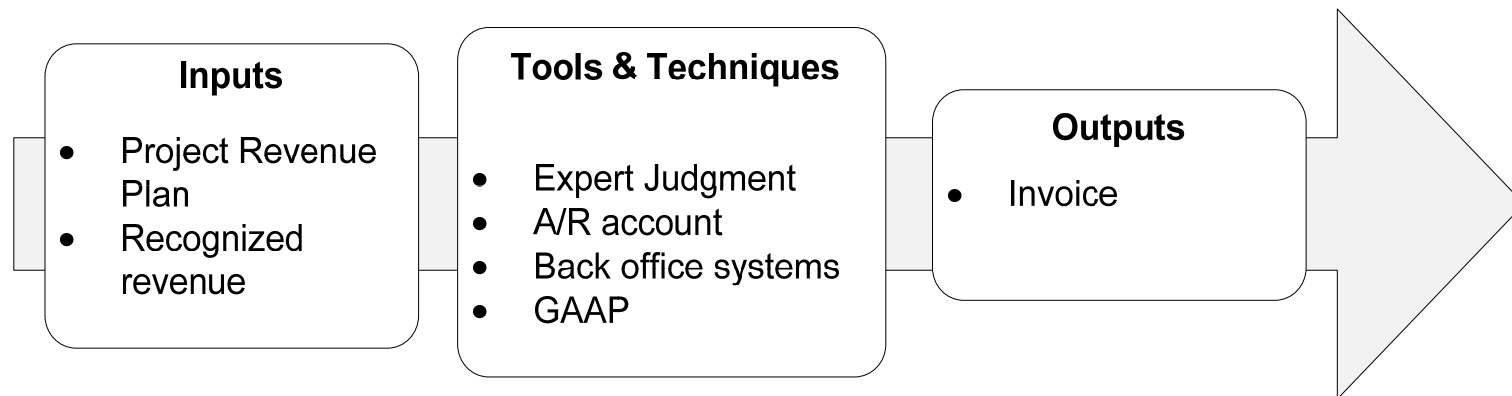 Inputs
• Project Revenue
Plan
• Recognized
revenue
Tools & Techniques
• Expert Judgment
• A/R account
• Back office systems
• GAAP
Outputs
• Invoice